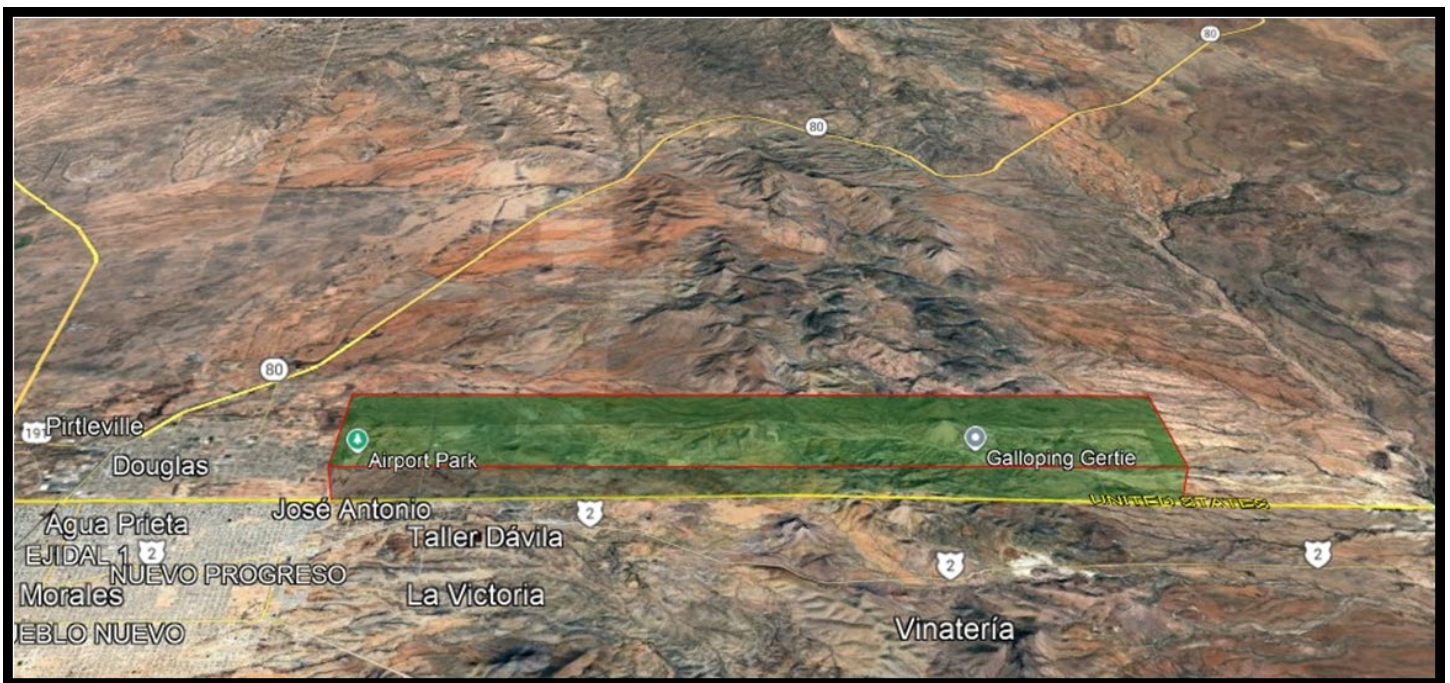 80
80
80
191
Pirtleville
Douglas
Airport Park
Galloping Gertie
UNITED STATES
José Antonio
2
Agua Prieta
Taller Dávila
EJIDAL 1
2
2
2
NUEVO PROGRESO
Morales
La Victoria
UEBLO NUEVO
Vinatería